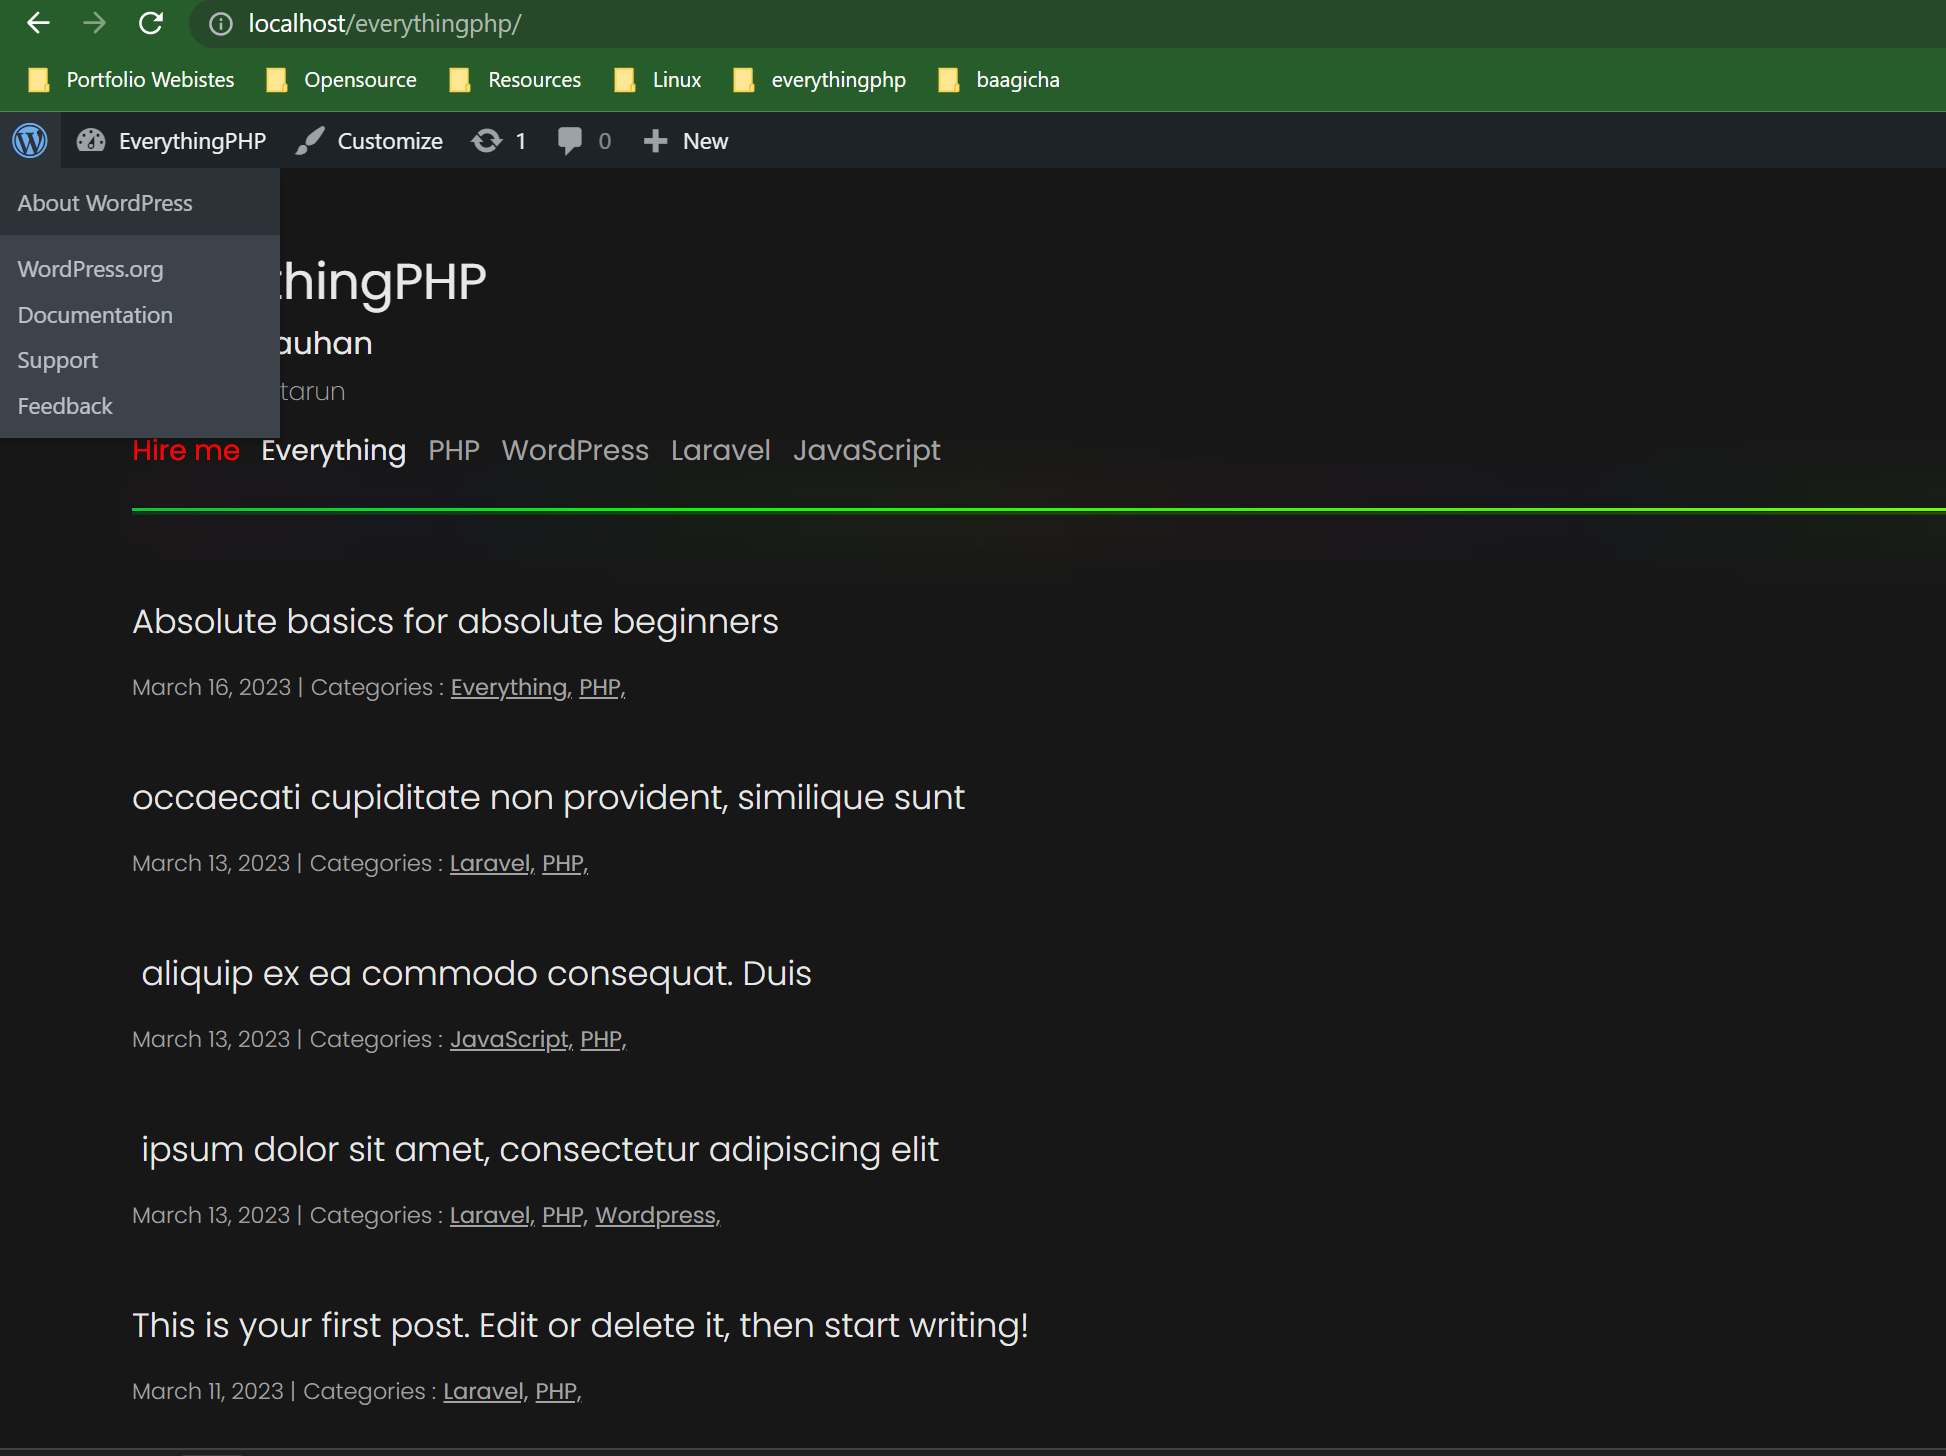 localhost/everythingphp/
Portfolio Webistes Opensource Resources Linux everythingphp baagicha
EverythingPHP Customize 1 0 New
About WordPress
WordPress.org
Documentation
Support
Feedback
thingPHP
auhan
tarun
Hire me Everything PHP WordPress Laravel JavaScript
Absolute basics for absolute beginners
March 16, 2023 | Categories : Everything, PHP,
occaecati cupiditate non provident, similique sunt
March 13, 2023 | Categories : Laravel, PHP,
aliquip ex ea commodo consequat. Duis
March 13, 2023 | Categories : JavaScript, PHP,
ipsum dolor sit amet, consectetur adipiscing elit
March 13, 2023 | Categories : Laravel, PHP, Wordpress,
This is your first post. Edit or delete it, then start writing!
March 11, 2023 | Categories : Laravel, PHP,